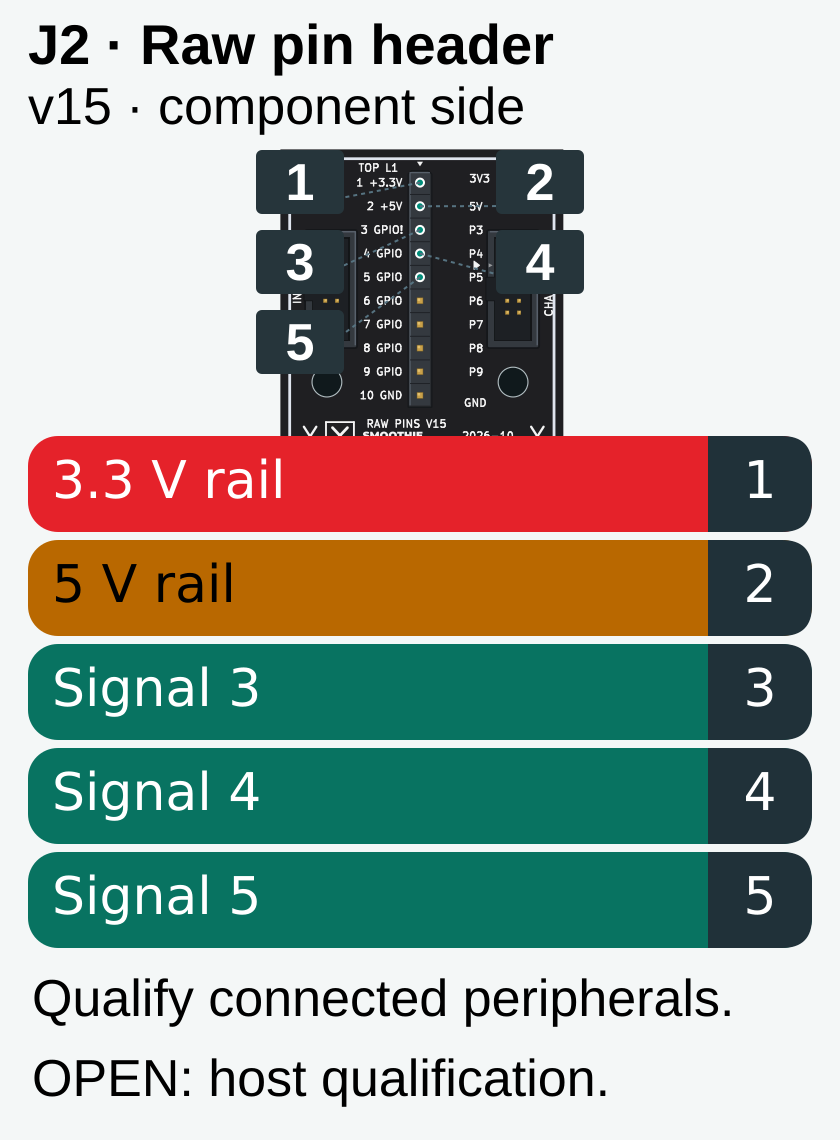 J2 · Raw pin header
v15 · component side
TOP L1
1
1 +3.3V
3V3
2
2 +5V
5V
3 GPIO!
P3
3
4 GPIO
P4
4
5 GPIO
P5
6 GPIO
P6
7 GPIO
P7
5
8 GPIO
P8
9 GPIO
P9
10 GND
GND
RAW PINS V15
SMOOTHIE
2026
10
3.3 V rail
1
5 V rail
2
Signal 3
3
Signal 4
4
Signal 5
5
Qualify connected peripherals.
OPEN: host qualification.